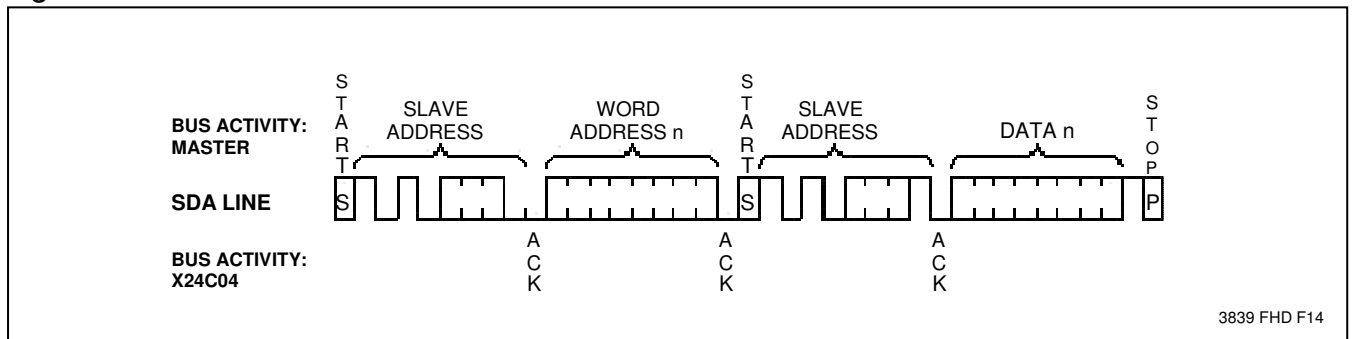 START
SLAVE ADDRESS
WORD ADDRESS n
START
SLAVE ADDRESS
DATA n
STOP
BUS ACTIVITY:
MASTER
SDA LINE
S
S
P
BUS ACTIVITY:
X24C04
ACK
ACK
ACK
3839 FHD F14